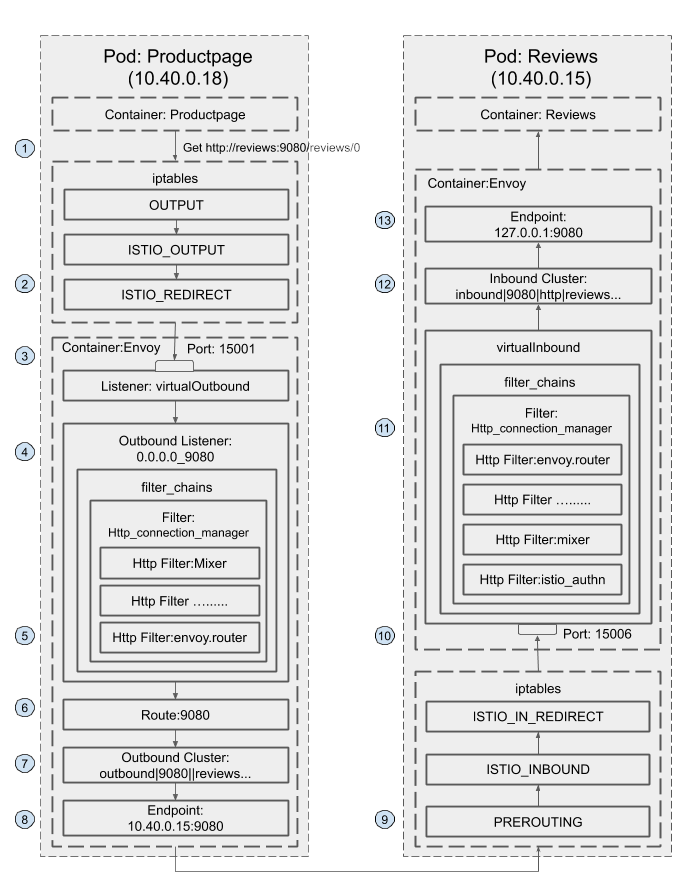 Pod: Productpage
(10.40.0.18)
Container: Productpage
1
Get http://reviews:9080/reviews/0
iptables
OUTPUT
ISTIO_OUTPUT
2
ISTIO_REDIRECT
3
Container:Envoy
Port: 15001
Listener: virtualOutbound
4
Outbound Listener:
0.0.0.0_9080
filter_chains
Filter:
Http_connection_manager
Http Filter:Mixer
Http Filter ….......
5
Http Filter:envoy.router
6
Route:9080
7
Outbound Cluster:
outbound|9080||reviews...
8
Endpoint:
10.40.0.15:9080
Pod: Reviews
(10.40.0.15)
Container: Reviews
Container:Envoy
13
Endpoint:
127.0.0.1:9080
12
Inbound Cluster:
inbound|9080|http|reviews...
virtualInbound
filter_chains
11
Filter:
Http_connection_manager
Http Filter:envoy.router
Http Filter ….......
Http Filter:mixer
Http Filter:istio_authn
10
Port: 15006
iptables
ISTIO_IN_REDIRECT
ISTIO_INBOUND
9
PREROUTING